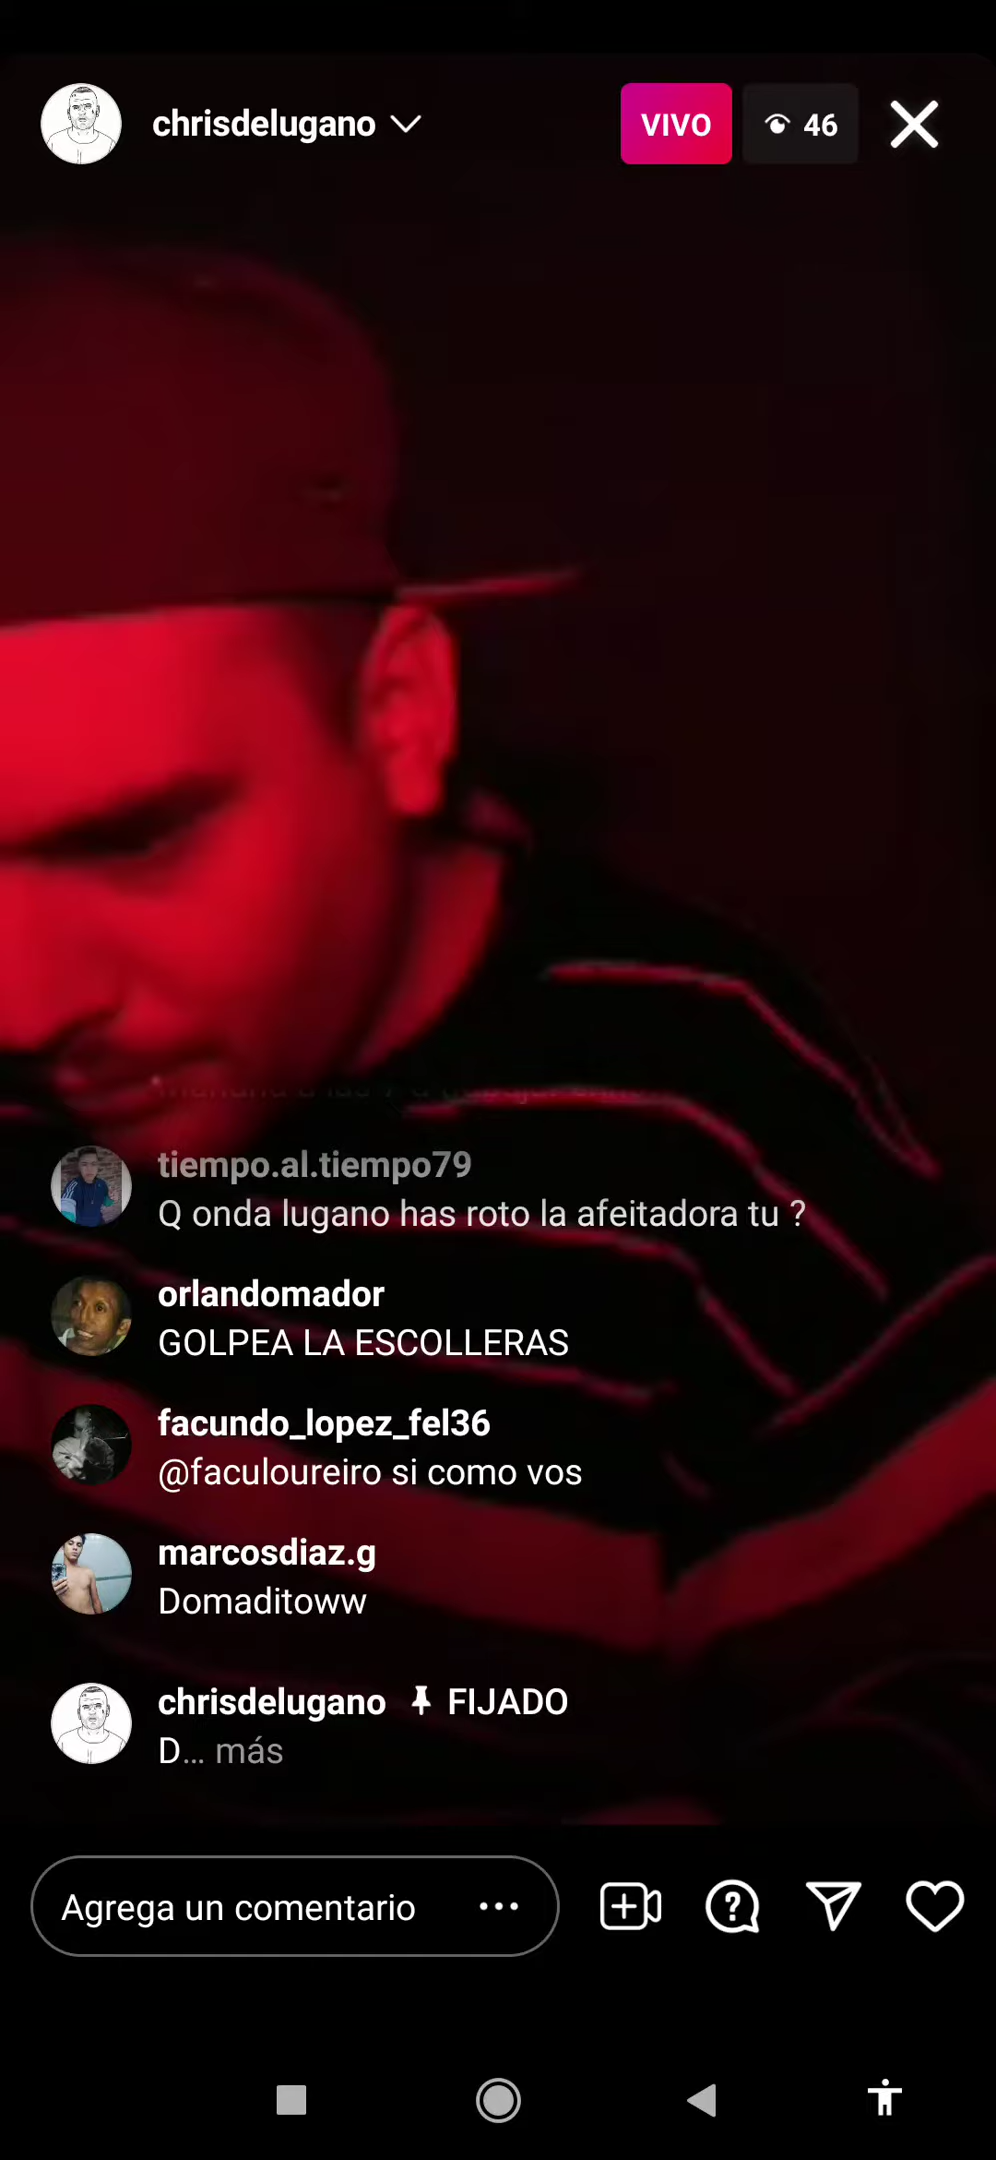 chrisdelugano
VIVO
46
tiempo.al.tiempo79
Q onda lugano has roto la afeitadora tu ?
orlandomador
GOLPEA LA ESCOLLERAS
facundo_lopez_fel36
@faculoureiro si como vos
marcosdiaz.g
Domaditoww
chrisdelugano FIJADO
D... más
Agrega un comentario